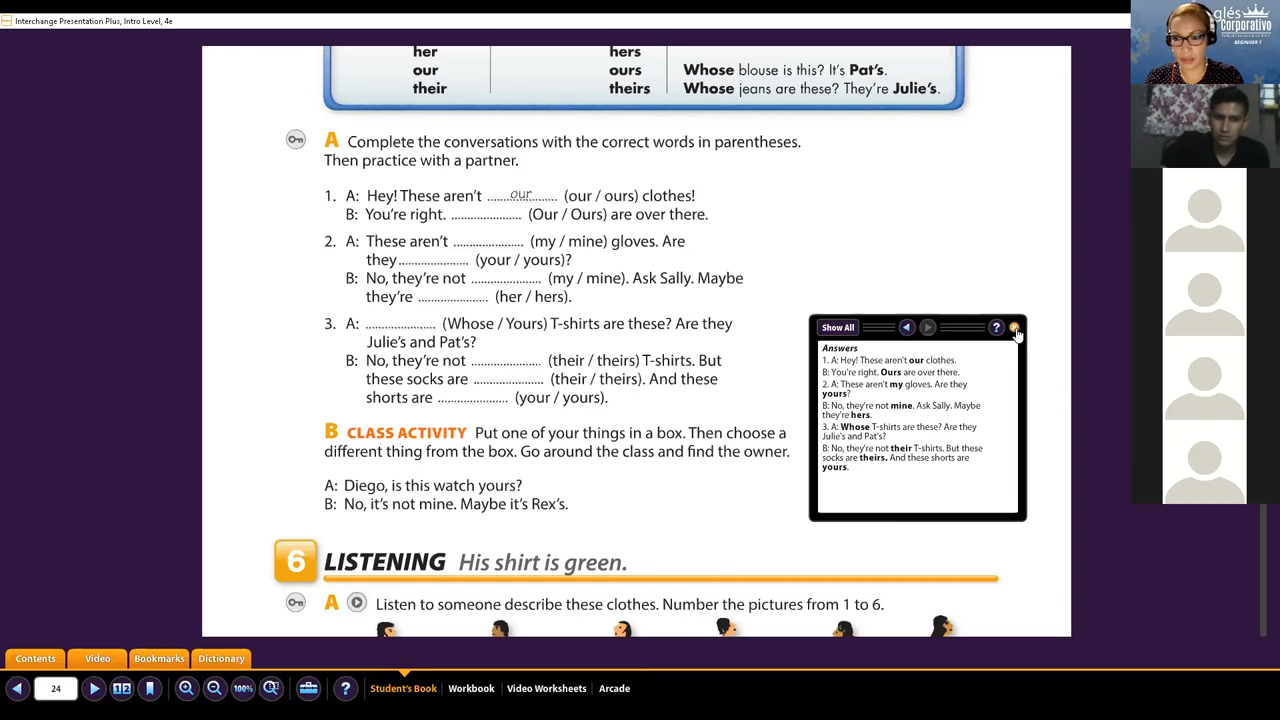 Interchange Presentation Plus, Intro Level, 4e
glés
Corporativo
BEGINNER 1
her hers
our ours Whose blouse is this? It's Pat's.
their theirs Whose jeans are these? They're Julie's.
A Complete the conversations with the correct words in parentheses.
Then practice with a partner.
1. A: Hey! These aren't our (our / ours) clothes!
B: You're right. ...................... (Our / Ours) are over there.
2. A: These aren't ...................... (my / mine) gloves. Are
they ...................... (your / yours)?
B: No, they're not ...................... (my / mine). Ask Sally. Maybe
they're ...................... (her / hers).
3. A: ...................... (Whose / Yours) T-shirts are these? Are they
Julie's and Pat's?
B: No, they're not ...................... (their / theirs) T-shirts. But
these socks are ...................... (their / theirs). And these
shorts are ...................... (your / yours).
B CLASS ACTIVITY Put one of your things in a box. Then choose a
different thing from the box. Go around the class and find the owner.
A: Diego, is this watch yours?
B: No, it's not mine. Maybe it's Rex's.
Show All ?
Answers
1. A: Hey! These aren't our clothes.
B: You're right. Ours are over there.
2. A: These aren't my gloves. Are they
yours?
B: No, they're not mine. Ask Sally. Maybe
they're hers.
3. A: Whose T-shirts are these? Are they
Julie's and Pat's?
B: No, they're not their T-shirts. But these
socks are theirs. And these shorts are
yours.
6 LISTENING His shirt is green.
A Listen to someone describe these clothes. Number the pictures from 1 to 6.
Contents Video Bookmarks Dictionary
24 1 2 100% ? Student's Book Workbook Video Worksheets Arcade